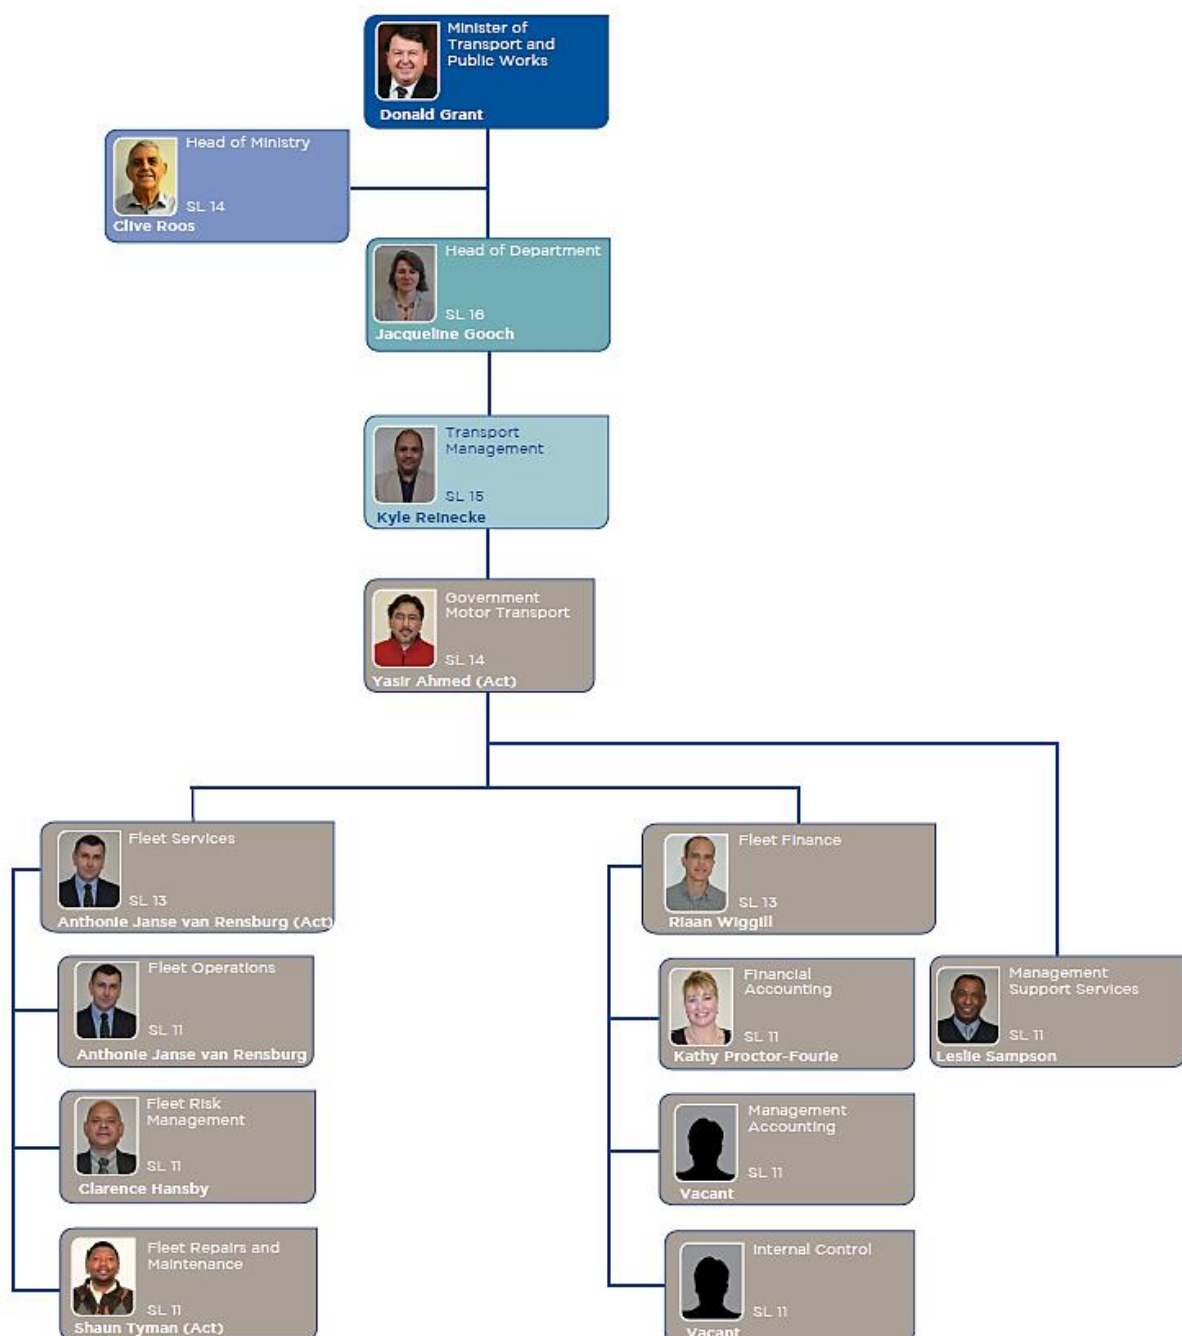 Minister of
Transport and
Public Works
Donald Grant
Head of Ministry
SL 14
Clive Roos
Head of Department
SL 16
Jacqueline Gooch
Transport
Management
SL 15
Kyle Reinecke
Government
Motor Transport
SL 14
Yasir Ahmed (Act)
Fleet Services
SL 13
Anthonie Janse van Rensburg (Act)
Fleet Operations
SL 11
Anthonie Janse van Rensburg
Fleet Risk
Management
SL 11
Clarence Hansby
Fleet Repairs and
Maintenance
SL 11
Shaun Tyman (Act)
Fleet Finance
SL 13
Riaan Wiggill
Financial
Accounting
SL 11
Kathy Proctor-Fourie
Management
Accounting
SL 11
Vacant
Internal Control
SL 11
Vacant
Management
Support Services
SL 11
Leslie Sampson